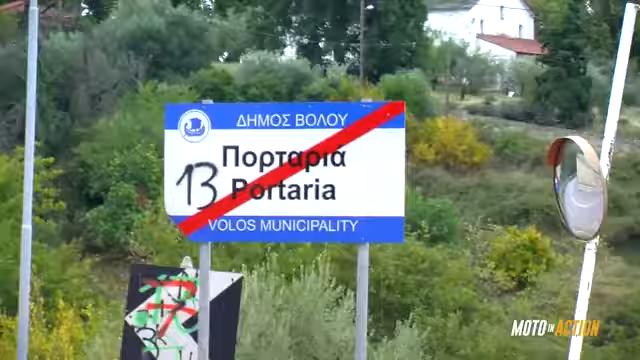 ΔΗΜΟΣ ΒΟΛΟΥ
Πορταριά
13
Portaria
VOLOS MUNICIPALITY
MOTO IN ACTION